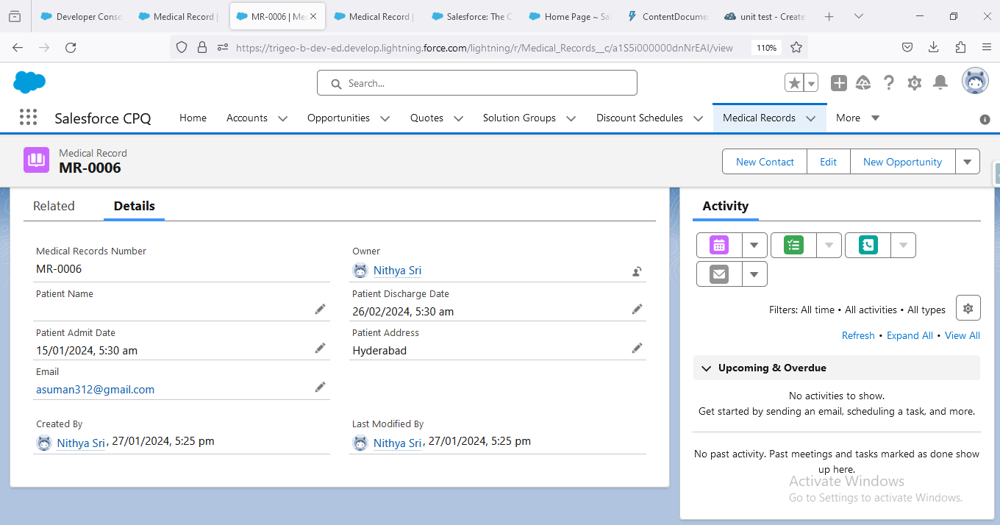 Developer Conso
Medical Record |
MR-0006 | Med
Medical Record |
Salesforce: The C
Home Page ~ Sal
ContentDocume
unit test - Create
https://trigeo-b-dev-ed.develop.lightning.force.com/lightning/r/Medical_Records__c/a1S5i000000dnNrEAI/view
110%
Search...
Salesforce CPQ
Home
Accounts
Opportunities
Quotes
Solution Groups
Discount Schedules
Medical Records
More
Medical Record
MR-0006
New Contact
Edit
New Opportunity
Related
Details
Medical Records Number
MR-0006
Owner
Nithya Sri
Patient Name
Patient Discharge Date
26/02/2024, 5:30 am
Patient Admit Date
15/01/2024, 5:30 am
Patient Address
Hyderabad
Email
asuman312@gmail.com
Created By
Nithya Sri, 27/01/2024, 5:25 pm
Last Modified By
Nithya Sri, 27/01/2024, 5:25 pm
Activity
Filters: All time • All activities • All types
Refresh • Expand All • View All
Upcoming & Overdue
No activities to show.
Get started by sending an email, scheduling a task, and more.
No past activity. Past meetings and tasks marked as done show
up here.
Activate Windows
Go to Settings to activate Windows.